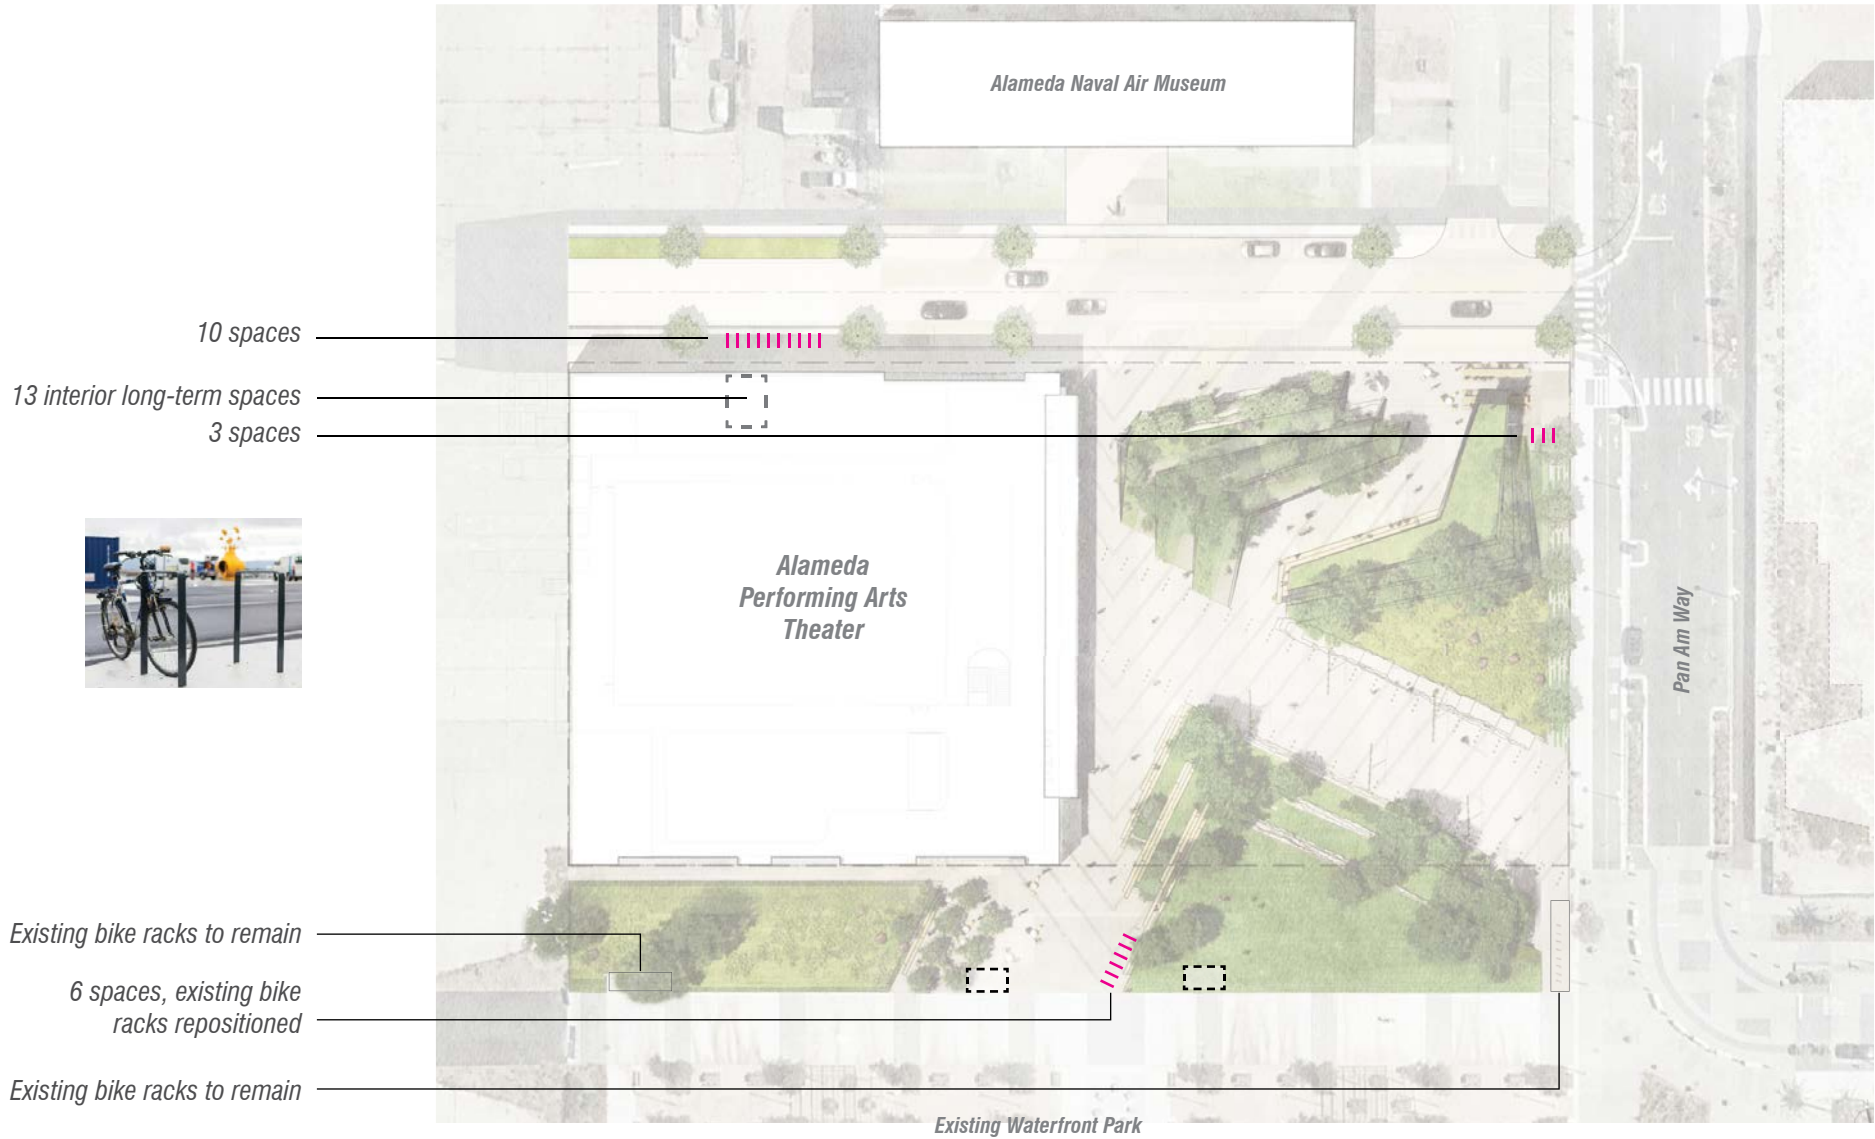 Alameda Naval Air Museum
10 spaces
13 interior long-term spaces
3 spaces
Alameda
Performing Arts
Theater
Pan Am Way
Existing bike racks to remain
6 spaces, existing bike
racks repositioned
Existing bike racks to remain
Existing Waterfront Park